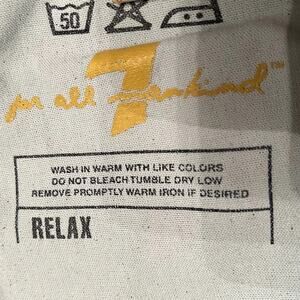 50
7
for all mankind™
WASH IN WARM WITH LIKE COLORS
DO NOT BLEACH TUMBLE DRY LOW
REMOVE PROMPTLY WARM IRON IF DESIRED
RELAX